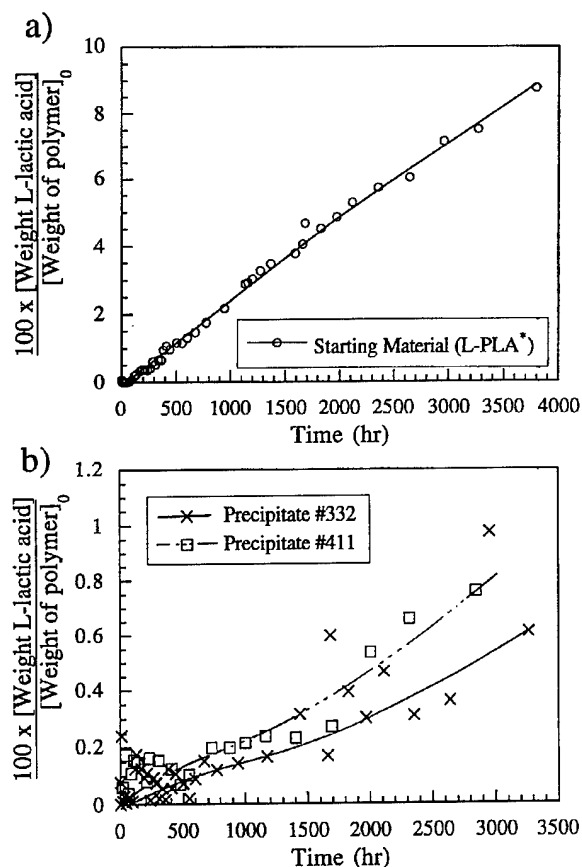 a)
100 x [Weight L-lactic acid]
[Weight of polymer]0
10
8
6
4
2
0
Starting Material (L-PLA*)
0 500 1000 1500 2000 2500 3000 3500 4000
Time (hr)
b)
100 x [Weight L-lactic acid]
[Weight of polymer]0
1.2
1
0.8
0.6
0.4
0.2
0
Precipitate #332
Precipitate #411
0 500 1000 1500 2000 2500 3000 3500
Time (hr)